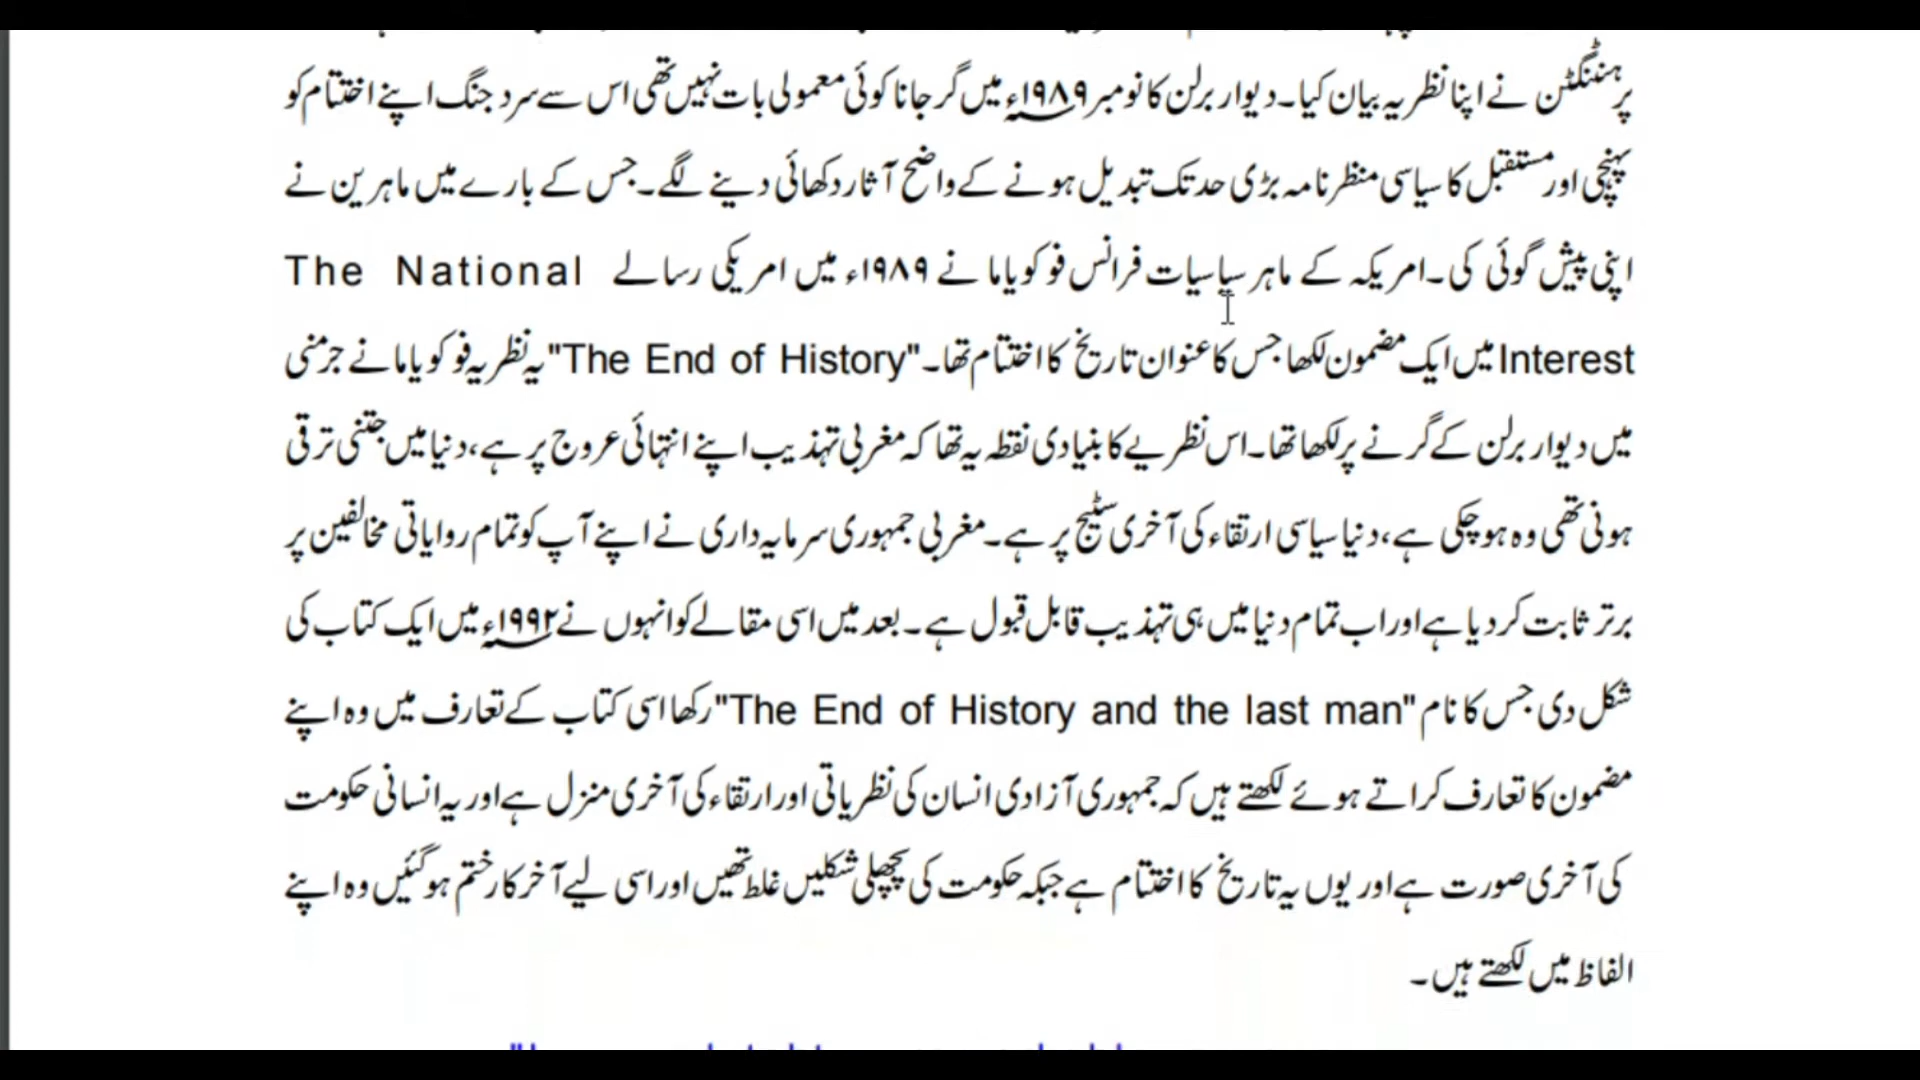 پر ہنٹنگٹن نے اپنا نظریہ بیان کیا۔ دیوار برلن کا نومبر ۱۹۸۹ء میں گر جانا کوئی معمولی بات نہیں تھی اس سے سرد جنگ اپنے اختتام کو
پہنچی اور مستقبل کا سیاسی منظر نامہ بڑی حد تک تبدیل ہونے کے واضح آثار دکھائی دینے لگے۔ جس کے بارے میں ماہرین نے
اپنی پیش گوئی کی۔ امریکہ کے ماہر سیاسیات فرانس فوکویاما نے ۱۹۸۹ء میں امریکی رسالے The National
Interest میں ایک مضمون لکھا جس کا عنوان تاریخ کا اختتام تھا۔ "The End of History" یہ نظریہ فوکویاما نے جرمنی
میں دیوار برلن کے گرنے پر لکھا تھا۔ اس نظریے کا بنیادی نقطہ یہ تھا کہ مغربی تہذیب اپنے انتہائی عروج پر ہے، دنیا میں جتنی ترقی
ہونی تھی وہ ہو چکی ہے، دنیا سیاسی ارتقاء کی آخری سٹیج پر ہے۔ مغربی جمہوری سرمایہ داری نے اپنے آپ کو تمام روایاتی مخالفین پر
برتر ثابت کر دیا ہے اور اب تمام دنیا میں ہی تہذیب قابل قبول ہے۔ بعد میں اسی مقالے کو انہوں نے ۱۹۹۲ء میں ایک کتاب کی
شکل دی جس کا نام "The End of History and the last man" رکھا اسی کتاب کے تعارف میں وہ اپنے
مضمون کا تعارف کراتے ہوئے لکھتے ہیں کہ جمہوری آزادی انسان کی نظریاتی اور ارتقاء کی آخری منزل ہے اور یہ انسانی حکومت
کی آخری صورت ہے اور یوں یہ تاریخ کا اختتام ہے جبکہ حکومت کی پچھلی شکلیں غلط تھیں اور اسی لیے آخر کار ختم ہو گئیں وہ اپنے
الفاظ میں لکھتے ہیں۔